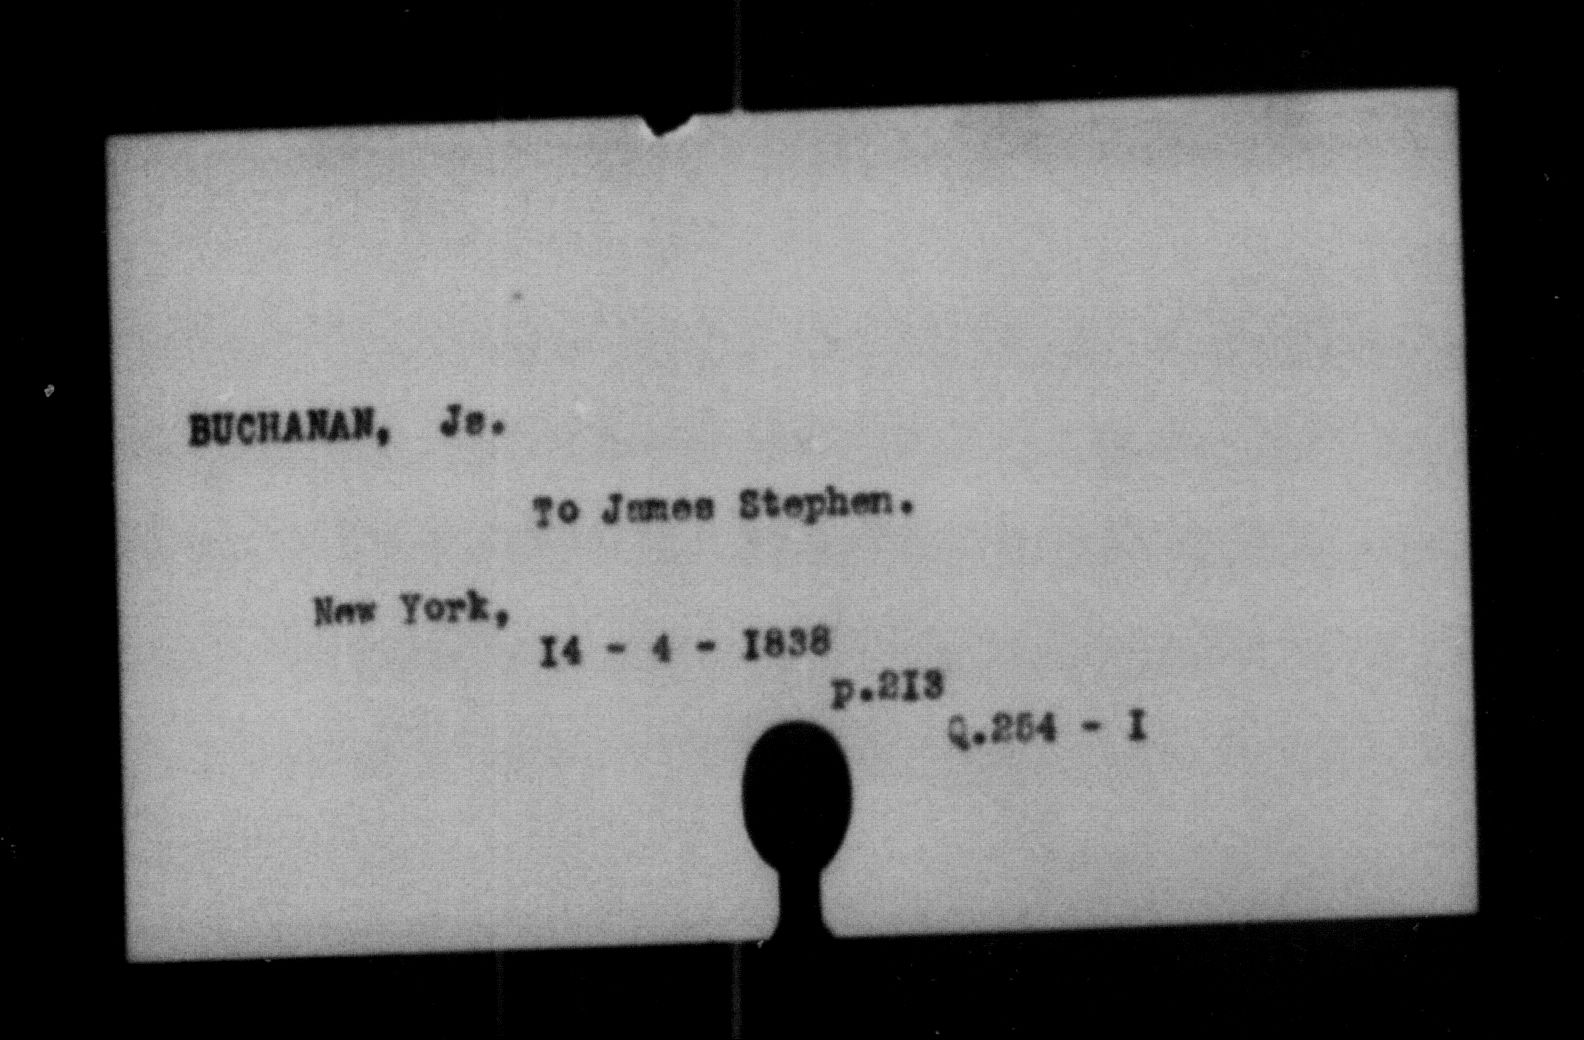 BUCHANAN, Js.
To James Stephen.
New York,
I4 - 4 - I838
p.2I3
Q.254 - I